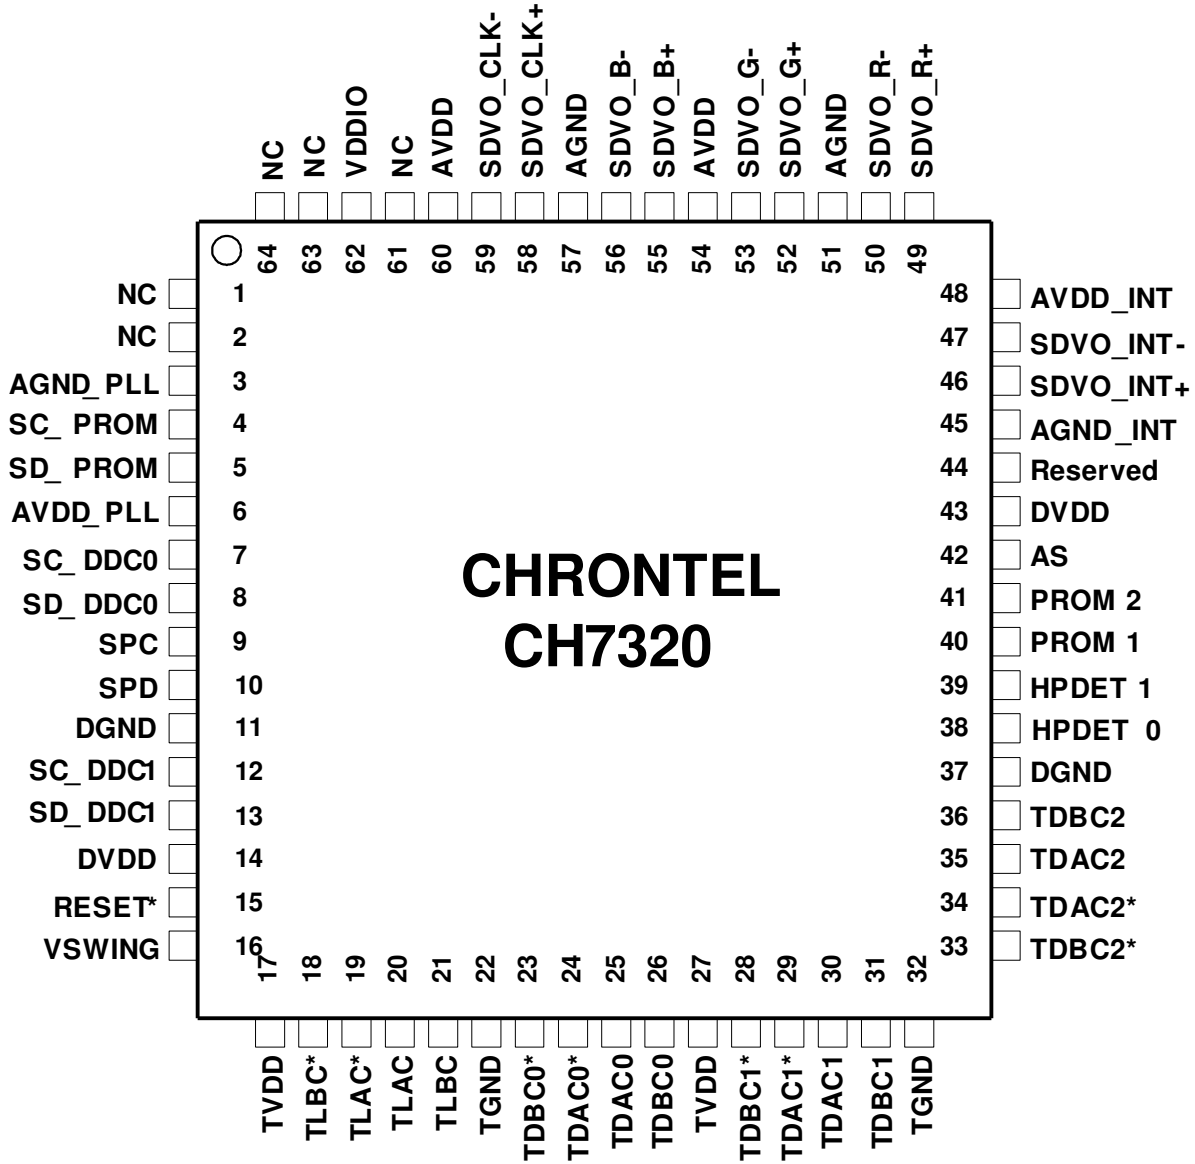 SDVO_CLK-
SDVO_CLK+
SDVO_B-
SDVO_B+
SDVO_G-
SDVO_G+
SDVO_R-
SDVO_R+
NC
NC
VDDIO
NC
AVDD
AGND
AVDD
AGND
64 63 62 61 60 59 58 57 56 55 54 53 52 51 50 49
NC 1
NC 2
AGND_PLL 3
SC_ PROM 4
SD_ PROM 5
AVDD_PLL 6
SC_ DDC0 7
SD_ DDC0 8
SPC 9
SPD 10
DGND 11
SC_ DDC1 12
SD_ DDC1 13
DVDD 14
RESET* 15
VSWING 16
CHRONTEL
CH7320
48 AVDD_INT
47 SDVO_INT-
46 SDVO_INT+
45 AGND_INT
44 Reserved
43 DVDD
42 AS
41 PROM 2
40 PROM 1
39 HPDET 1
38 HPDET 0
37 DGND
36 TDBC2
35 TDAC2
34 TDAC2*
33 TDBC2*
17 18 19 20 21 22 23 24 25 26 27 28 29 30 31 32
TVDD
TLBC*
TLAC*
TLAC
TLBC
TGND
TDBC0*
TDAC0*
TDAC0
TDBC0
TVDD
TDBC1*
TDAC1*
TDAC1
TDBC1
TGND